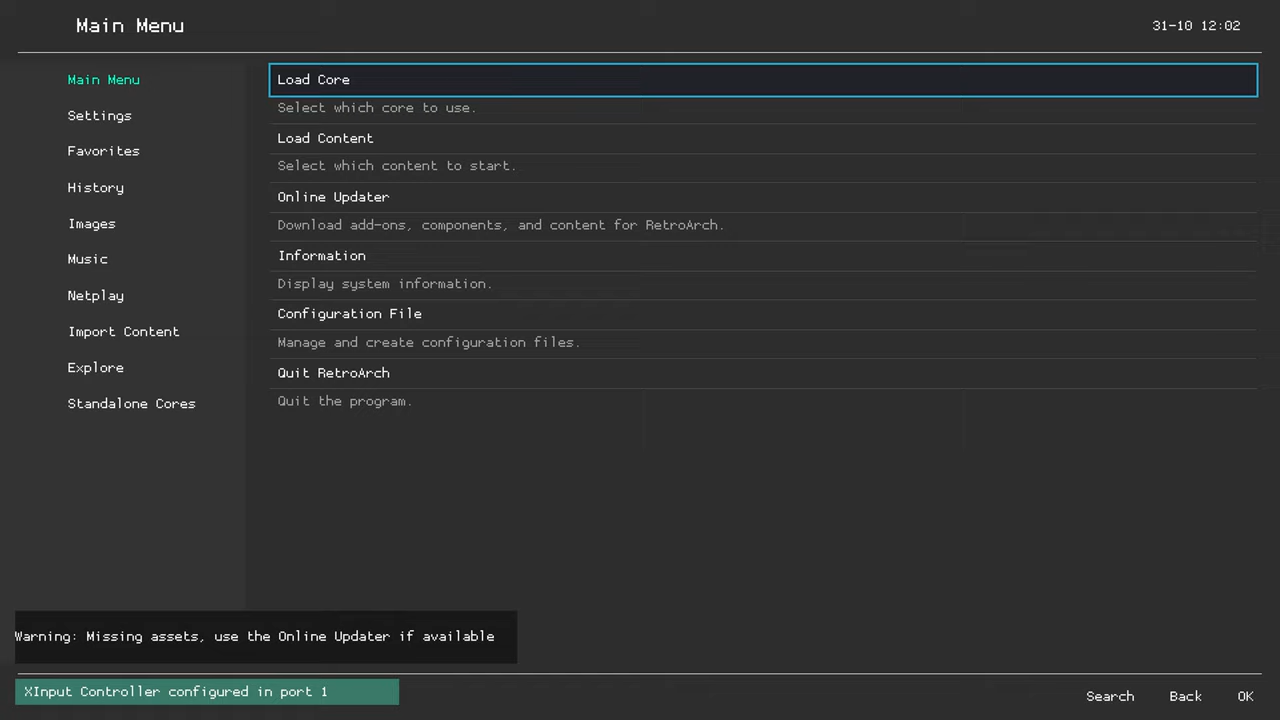 Main Menu
31-10 12:02
Main Menu
Settings
Favorites
History
Images
Music
Netplay
Import Content
Explore
Standalone Cores
Load Core
Select which core to use.
Load Content
Select which content to start.
Online Updater
Download add-ons, components, and content for RetroArch.
Information
Display system information.
Configuration File
Manage and create configuration files.
Quit RetroArch
Quit the program.
Warning: Missing assets, use the Online Updater if available
XInput Controller configured in port 1
Search Back OK